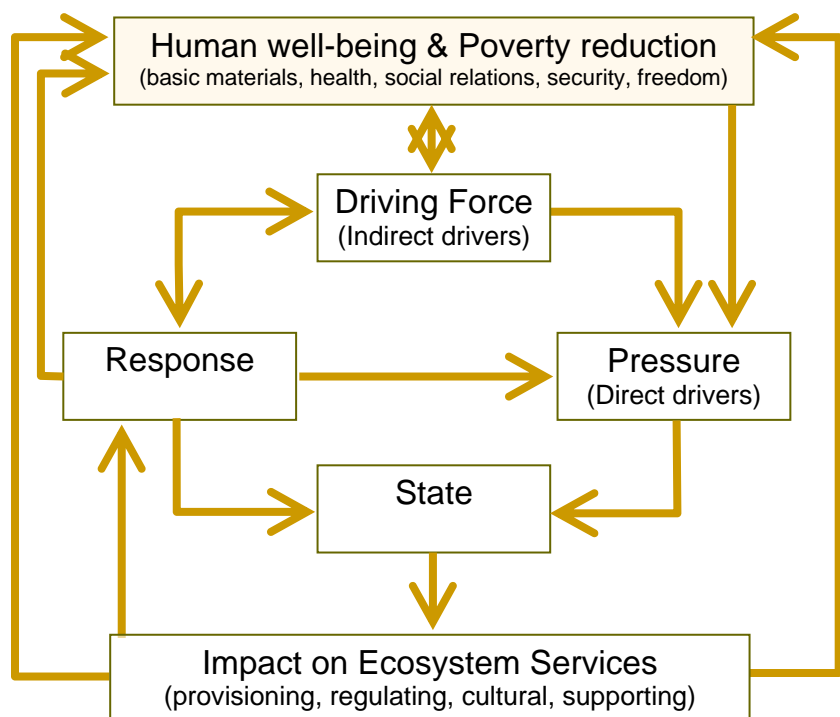 Human well-being & Poverty reduction
(basic materials, health, social relations, security, freedom)
Driving Force
(Indirect drivers)
Response
Pressure
(Direct drivers)
State
Impact on Ecosystem Services
(provisioning, regulating, cultural, supporting)